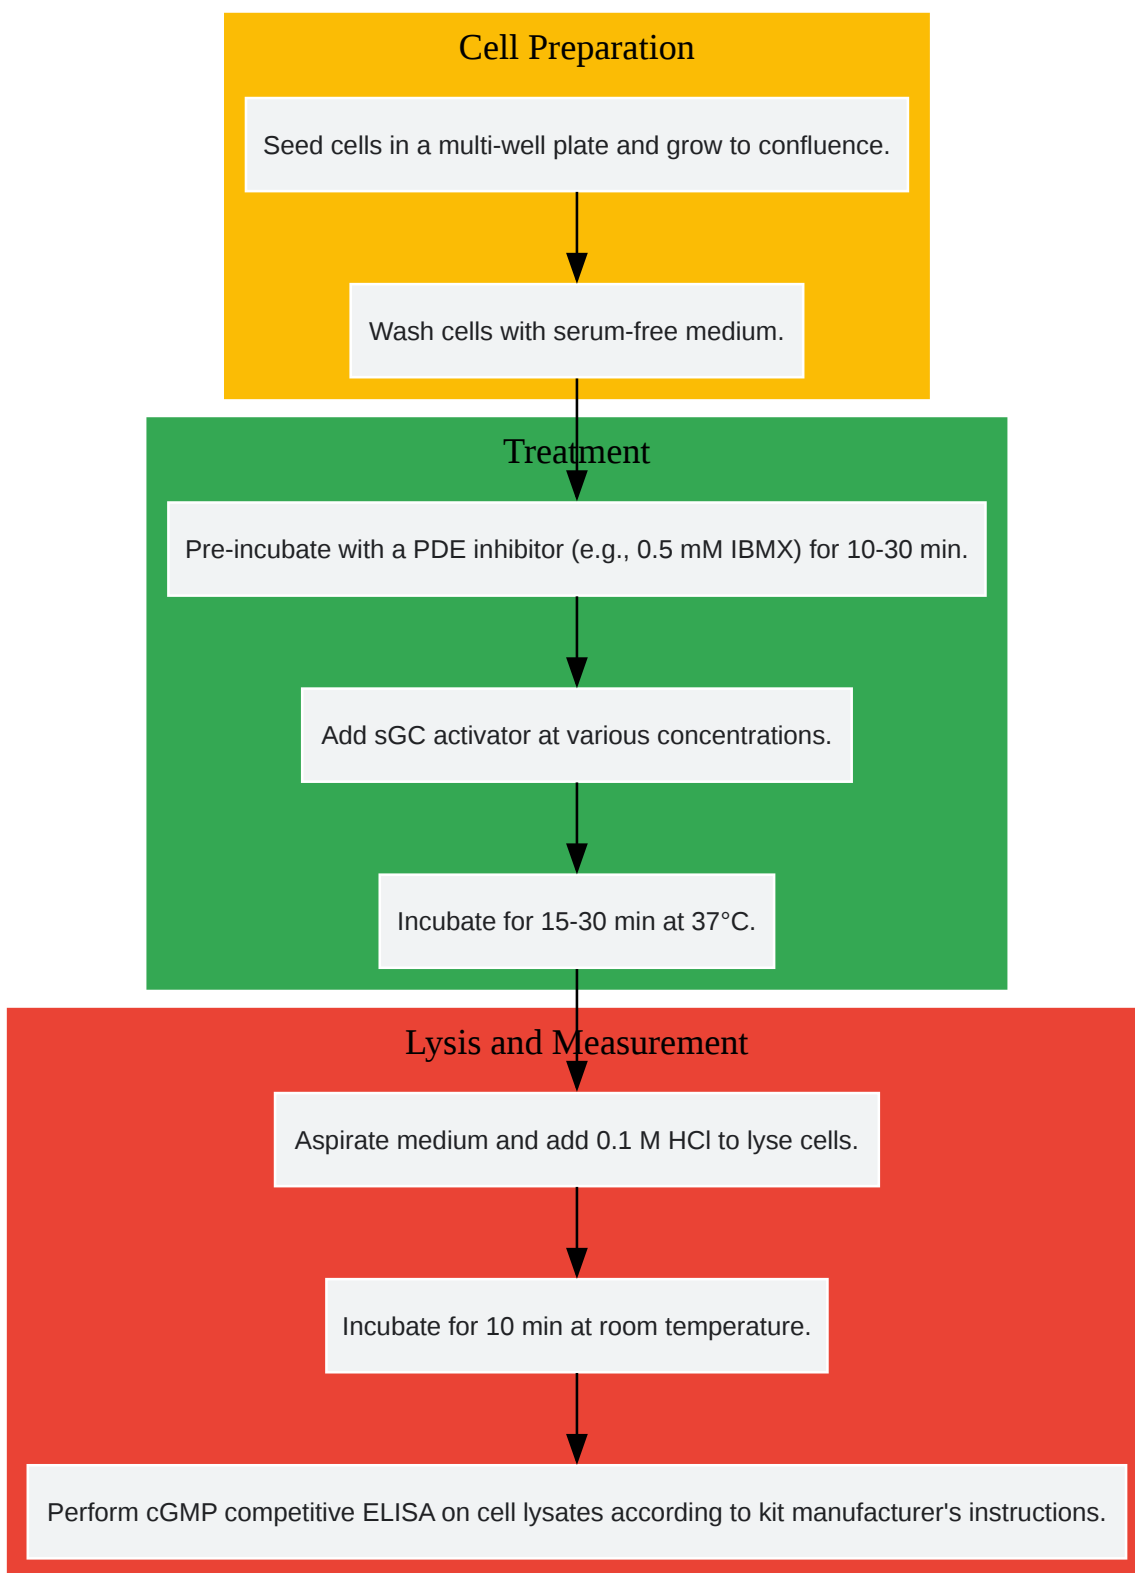 Cell Preparation
Seed cells in a multi-well plate and grow to confluence.
Wash cells with serum-free medium.
Treatment
Pre-incubate with a PDE inhibitor (e.g., 0.5 mM IBMX) for 10-30 min.
Add sGC activator at various concentrations.
Incubate for 15-30 min at 37°C.
Lysis and Measurement
Aspirate medium and add 0.1 M HCl to lyse cells.
Incubate for 10 min at room temperature.
Perform cGMP competitive ELISA on cell lysates according to kit manufacturer's instructions.